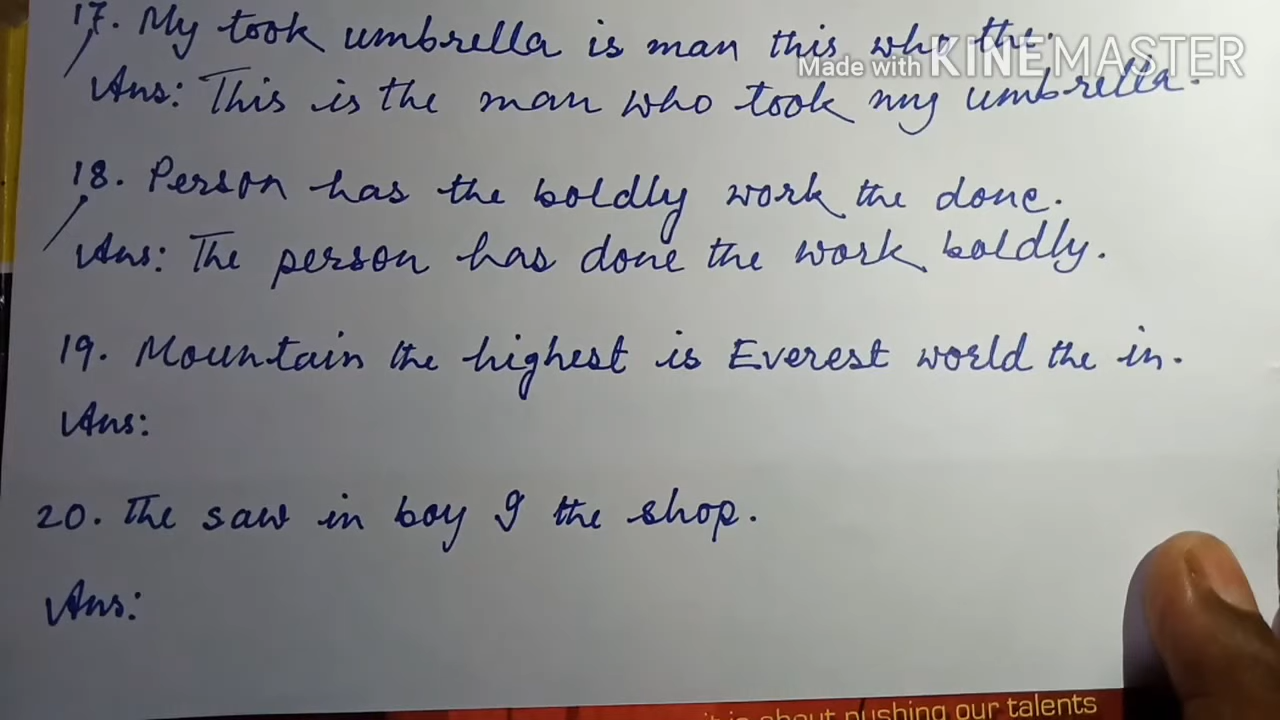 17. My took umbrella is man this who the.
Made with KINEMASTER
Ans: This is the man who took my umbrella.
18. Person has the boldly work the done.
Ans: The person has done the work boldly.
19. Mountain the highest is Everest world the in.
Ans:
20. The saw in boy I the shop.
Ans:
it is about pushing our talents